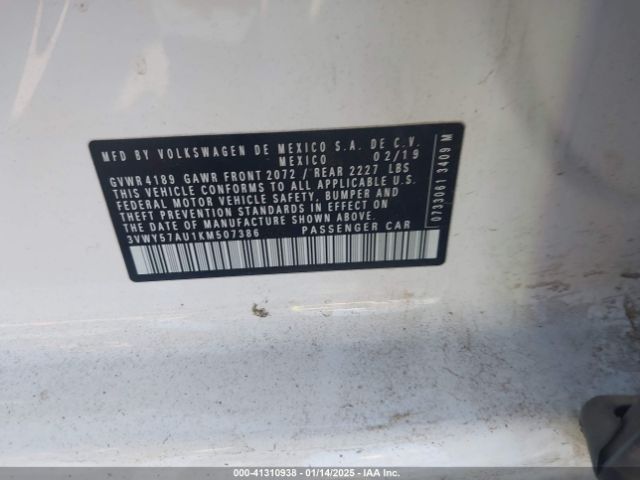 MFD BY VOLKSWAGEN DE MEXICO S.A. DE C.V.
MEXICO 02/19
GVWR 4189 GAWR FRONT 2072 / REAR 2227 LBS
THIS VEHICLE CONFORMS TO ALL APPLICABLE U.S.
FEDERAL MOTOR VEHICLE SAFETY, BUMPER AND
THEFT PREVENTION STANDARDS IN EFFECT ON
THE DATE OF MANUFACTURE SHOWN ABOVE.
3VWY57AU1KM507386 PASSENGER CAR
0733061 3409 M
000-41310938 - 01/14/2025 - IAA Inc.